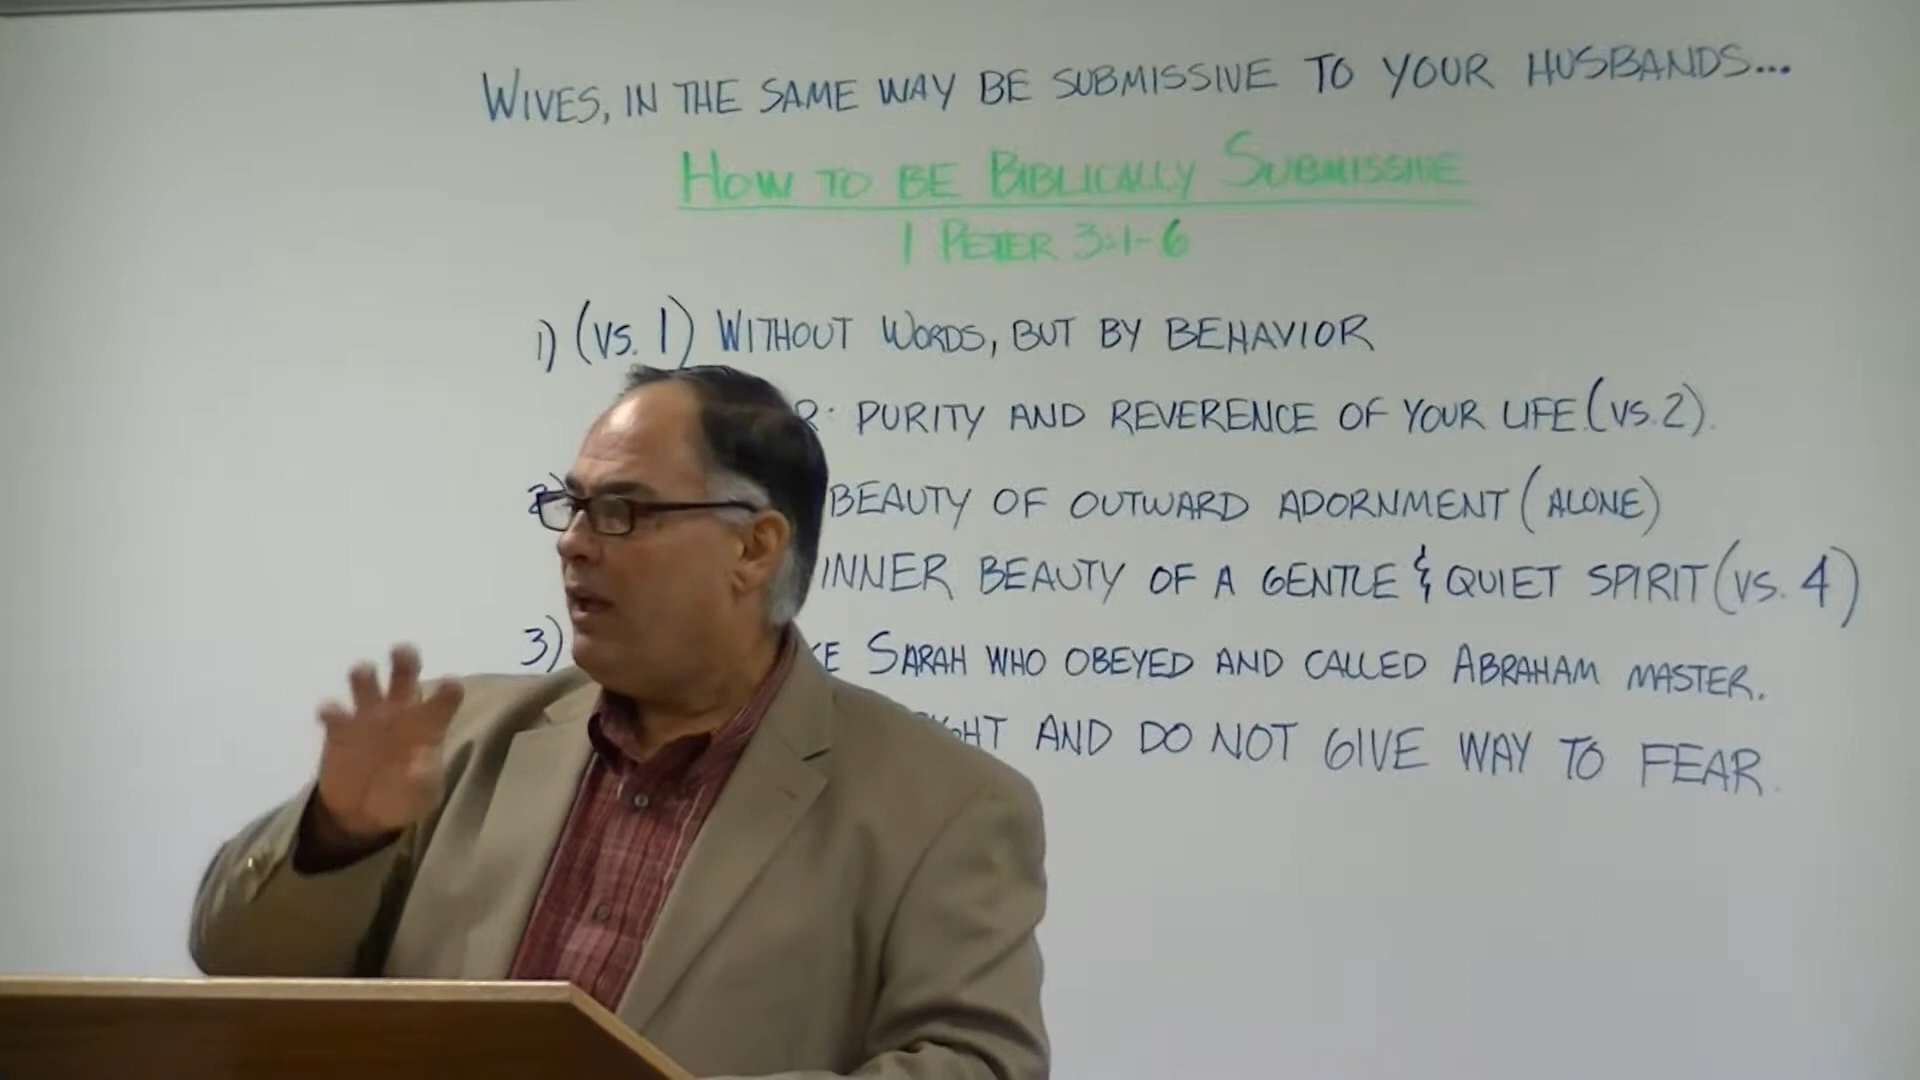 WIVES, IN THE SAME WAY BE SUBMISSIVE TO YOUR HUSBANDS...
HOW TO BE BIBLICALLY SUBMISSIVE
1 PETER 3:1-6
1) (VS. 1) WITHOUT WORDS, BUT BY BEHAVIOR
PURITY AND REVERENCE OF YOUR LIFE. (VS. 2).
2) BEAUTY OF OUTWARD ADORNMENT (ALONE)
INNER BEAUTY OF A GENTLE & QUIET SPIRIT (VS. 4)
3) SARAH WHO OBEYED AND CALLED ABRAHAM MASTER.
AND DO NOT GIVE WAY TO FEAR.